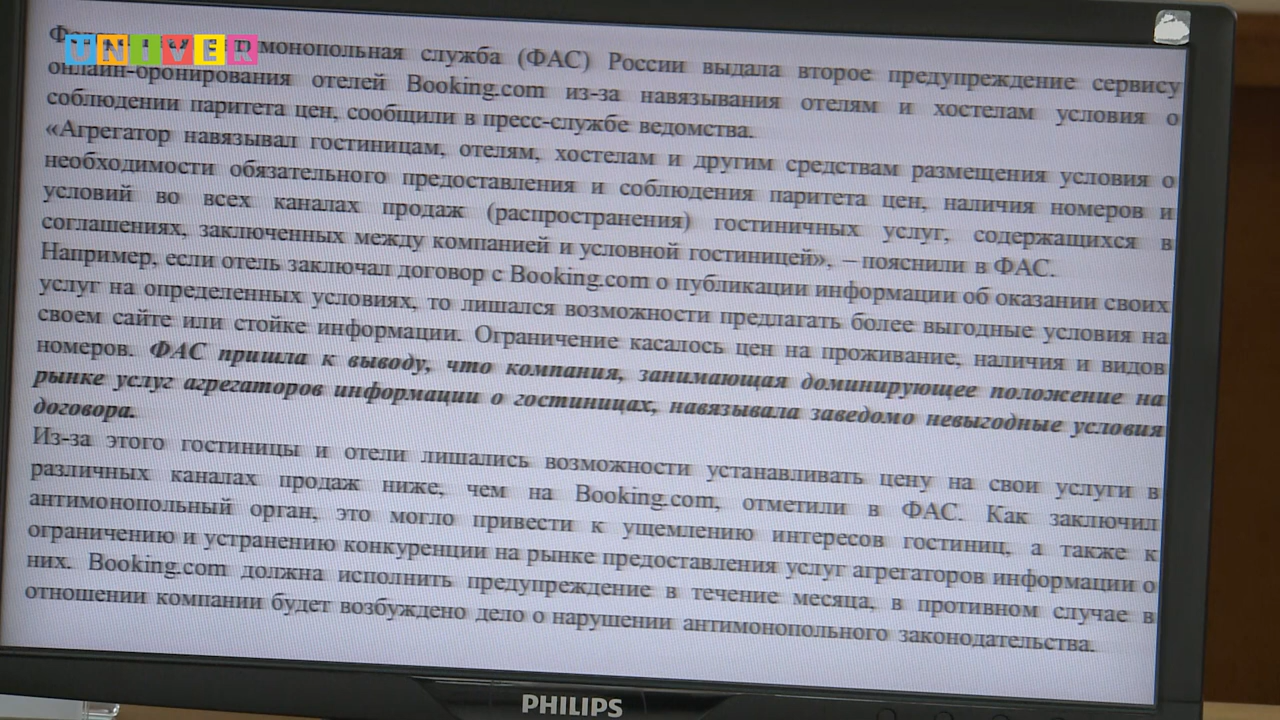 UNIVER
монопольная служба (ФАС) России выдала второе предупреждение сервису
онлайн-бронирования отелей Booking.com из-за навязывания отелям и хостелам условия о
соблюдении паритета цен, сообщили в пресс-службе ведомства.
«Агрегатор навязывал гостиницам, отелям, хостелам и другим средствам размещения условия о
необходимости обязательного предоставления и соблюдения паритета цен, наличия номеров и
условий во всех каналах продаж (распространения) гостиничных услуг, содержащихся в
соглашениях, заключенных между компанией и условной гостиницей», – пояснили в ФАС.
Например, если отель заключал договор с Booking.com о публикации информации об оказании своих
услуг на определенных условиях, то лишался возможности предлагать более выгодные условия на
своем сайте или стойке информации. Ограничение касалось цен на проживание, наличия и видов
номеров. ФАС пришла к выводу, что компания, занимающая доминирующее положение на
рынке услуг агрегаторов информации о гостиницах, навязывала заведомо невыгодные условия
договора.
Из-за этого гостиницы и отели лишались возможности устанавливать цену на свои услуги в
различных каналах продаж ниже, чем на Booking.com, отметили в ФАС. Как заключил
антимонопольный орган, это могло привести к ущемлению интересов гостиниц, а также к
ограничению и устранению конкуренции на рынке предоставления услуг агрегаторов информации о
них. Booking.com должна исполнить предупреждение в течение месяца, в противном случае в
отношении компании будет возбуждено дело о нарушении антимонопольного законодательства.
PHILIPS